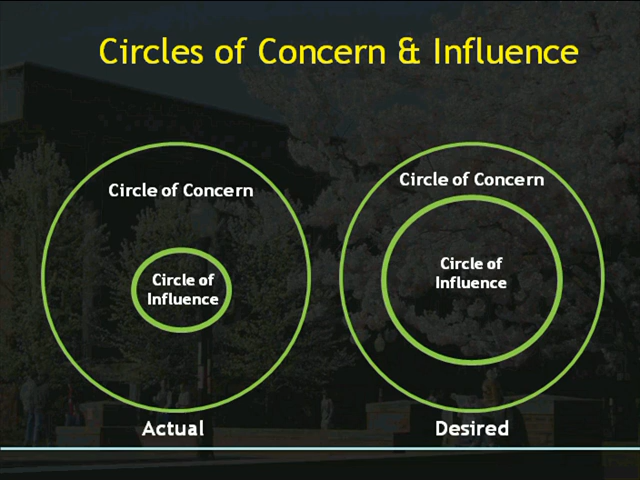 Circles of Concern & Influence
Circle of Concern
Circle of
Influence
Actual
Circle of Concern
Circle of
Influence
Desired